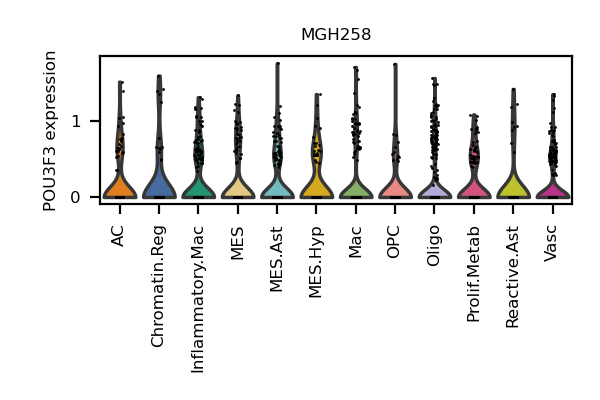 MGH258
POU3F3 expression
1
0
AC
Chromatin.Reg
Inflammatory.Mac
MES
MES.Ast
MES.Hyp
Mac
OPC
Oligo
Prolif.Metab
Reactive.Ast
Vasc